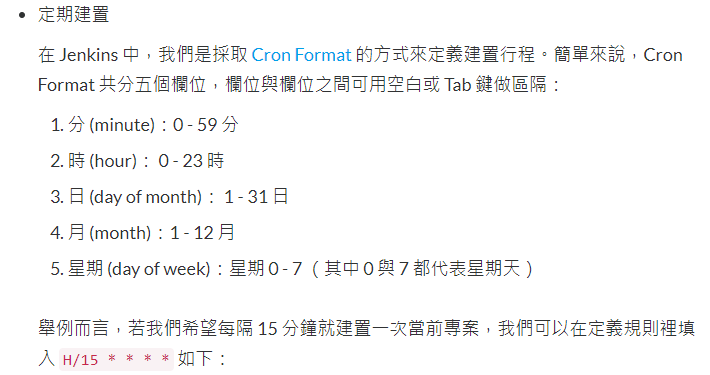 • 定期建置
在 Jenkins 中，我們是採取 Cron Format 的方式來定義建置行程。簡單來說，Cron
Format 共分五個欄位，欄位與欄位之間可用空白或 Tab 鍵做區隔：
1. 分 (minute)：0 - 59 分
2. 時 (hour)： 0 - 23 時
3. 日 (day of month)： 1 - 31 日
4. 月 (month)：1 - 12 月
5. 星期 (day of week)：星期 0 - 7 （其中 0 與 7 都代表星期天）
舉例而言，若我們希望每隔 15 分鐘就建置一次當前專案，我們可以在定義規則裡填
入 H/15 * * * * 如下：